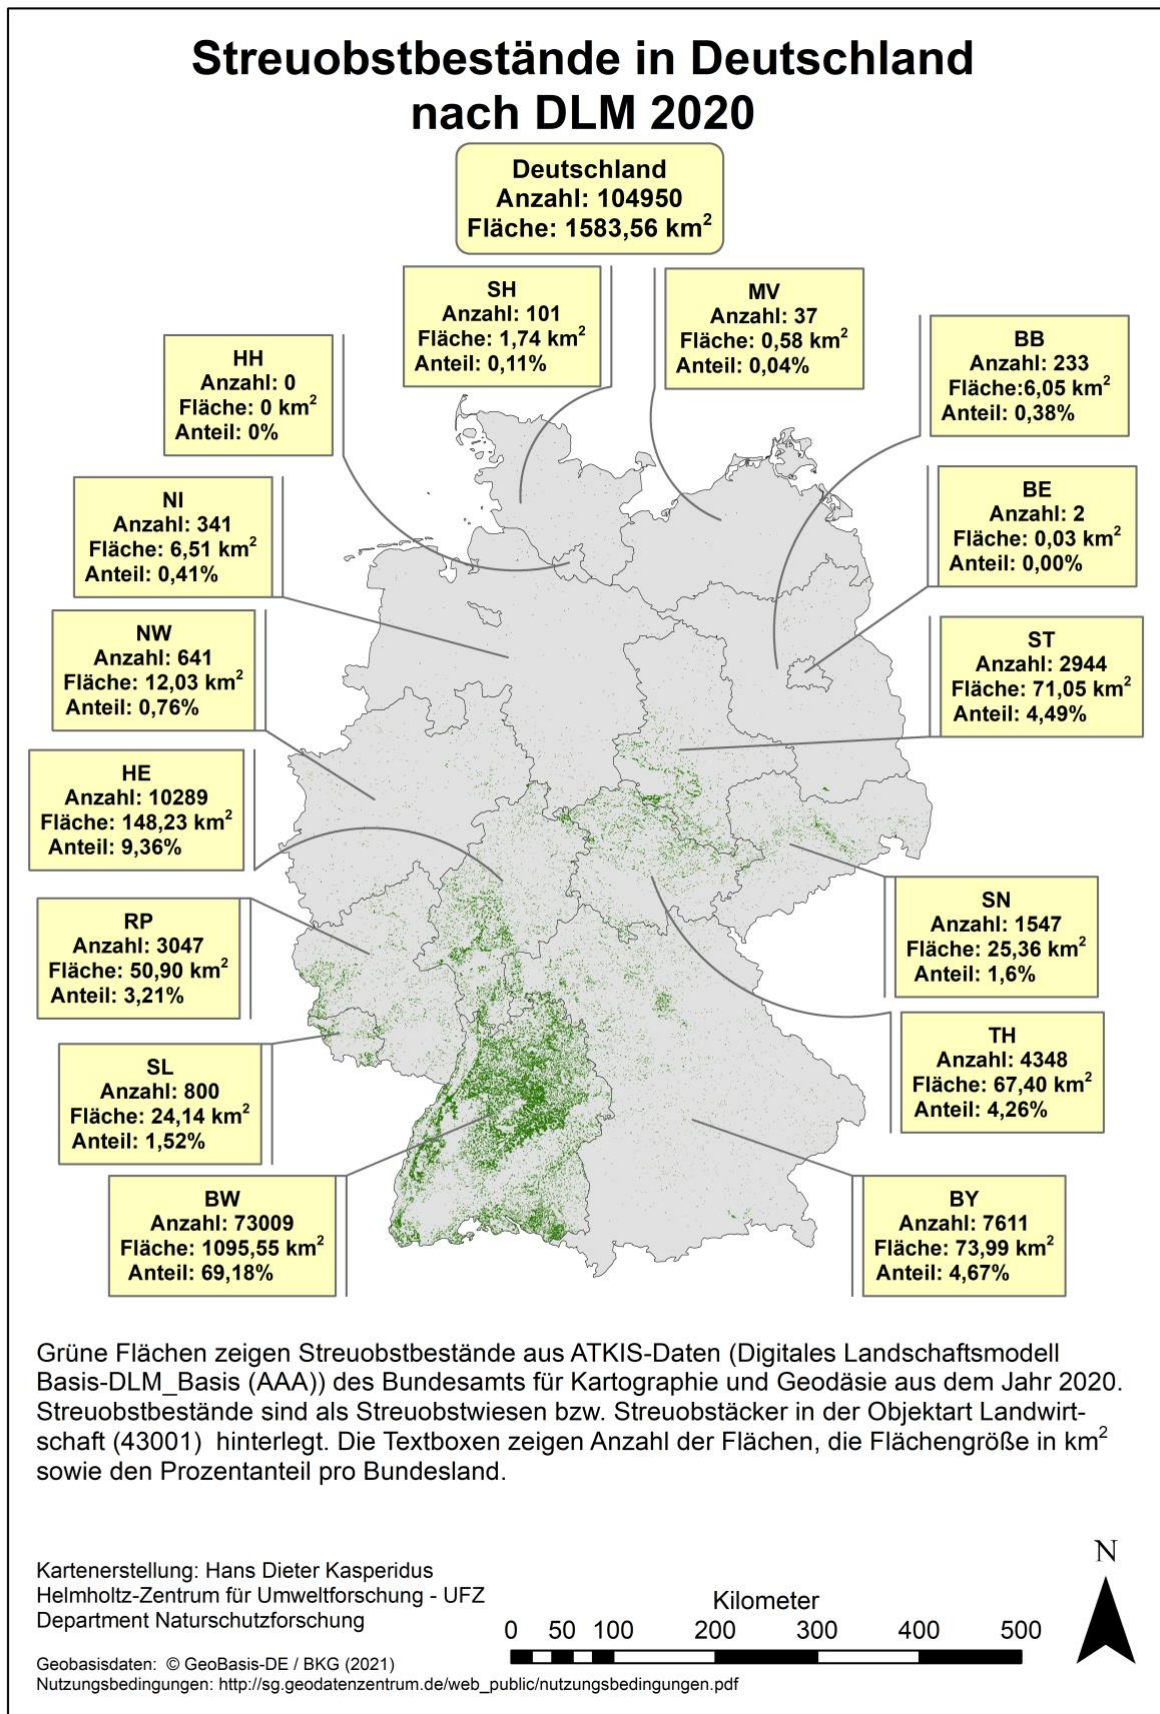 Streuobstbestände in Deutschland
nach DLM 2020
Deutschland
Anzahl: 104950
Fläche: 1583,56 km²
SH
Anzahl: 101
Fläche: 1,74 km²
Anteil: 0,11%
MV
Anzahl: 37
Fläche: 0,58 km²
Anteil: 0,04%
HH
Anzahl: 0
Fläche: 0 km²
Anteil: 0%
BB
Anzahl: 233
Fläche:6,05 km²
Anteil: 0,38%
NI
Anzahl: 341
Fläche: 6,51 km²
Anteil: 0,41%
BE
Anzahl: 2
Fläche: 0,03 km²
Anteil: 0,00%
NW
Anzahl: 641
Fläche: 12,03 km²
Anteil: 0,76%
ST
Anzahl: 2944
Fläche: 71,05 km²
Anteil: 4,49%
HE
Anzahl: 10289
Fläche: 148,23 km²
Anteil: 9,36%
RP
Anzahl: 3047
Fläche: 50,90 km²
Anteil: 3,21%
SN
Anzahl: 1547
Fläche: 25,36 km²
Anteil: 1,6%
SL
Anzahl: 800
Fläche: 24,14 km²
Anteil: 1,52%
TH
Anzahl: 4348
Fläche: 67,40 km²
Anteil: 4,26%
BW
Anzahl: 73009
Fläche: 1095,55 km²
Anteil: 69,18%
BY
Anzahl: 7611
Fläche: 73,99 km²
Anteil: 4,67%
Grüne Flächen zeigen Streuobstbestände aus ATKIS-Daten (Digitales Landschaftsmodell
Basis-DLM_Basis (AAA)) des Bundesamts für Kartographie und Geodäsie aus dem Jahr 2020.
Streuobstbestände sind als Streuobstwiesen bzw. Streuobstäcker in der Objektart Landwirt-
schaft (43001) hinterlegt. Die Textboxen zeigen Anzahl der Flächen, die Flächengröße in km²
sowie den Prozentanteil pro Bundesland.
Kartenerstellung: Hans Dieter Kasperidus
Helmholtz-Zentrum für Umweltforschung - UFZ
Department Naturschutzforschung
Geobasisdaten: © GeoBasis-DE / BKG (2021)
Nutzungsbedingungen: http://sg.geodatenzentrum.de/web_public/nutzungsbedingungen.pdf
Kilometer
0 50 100 200 300 400 500
N